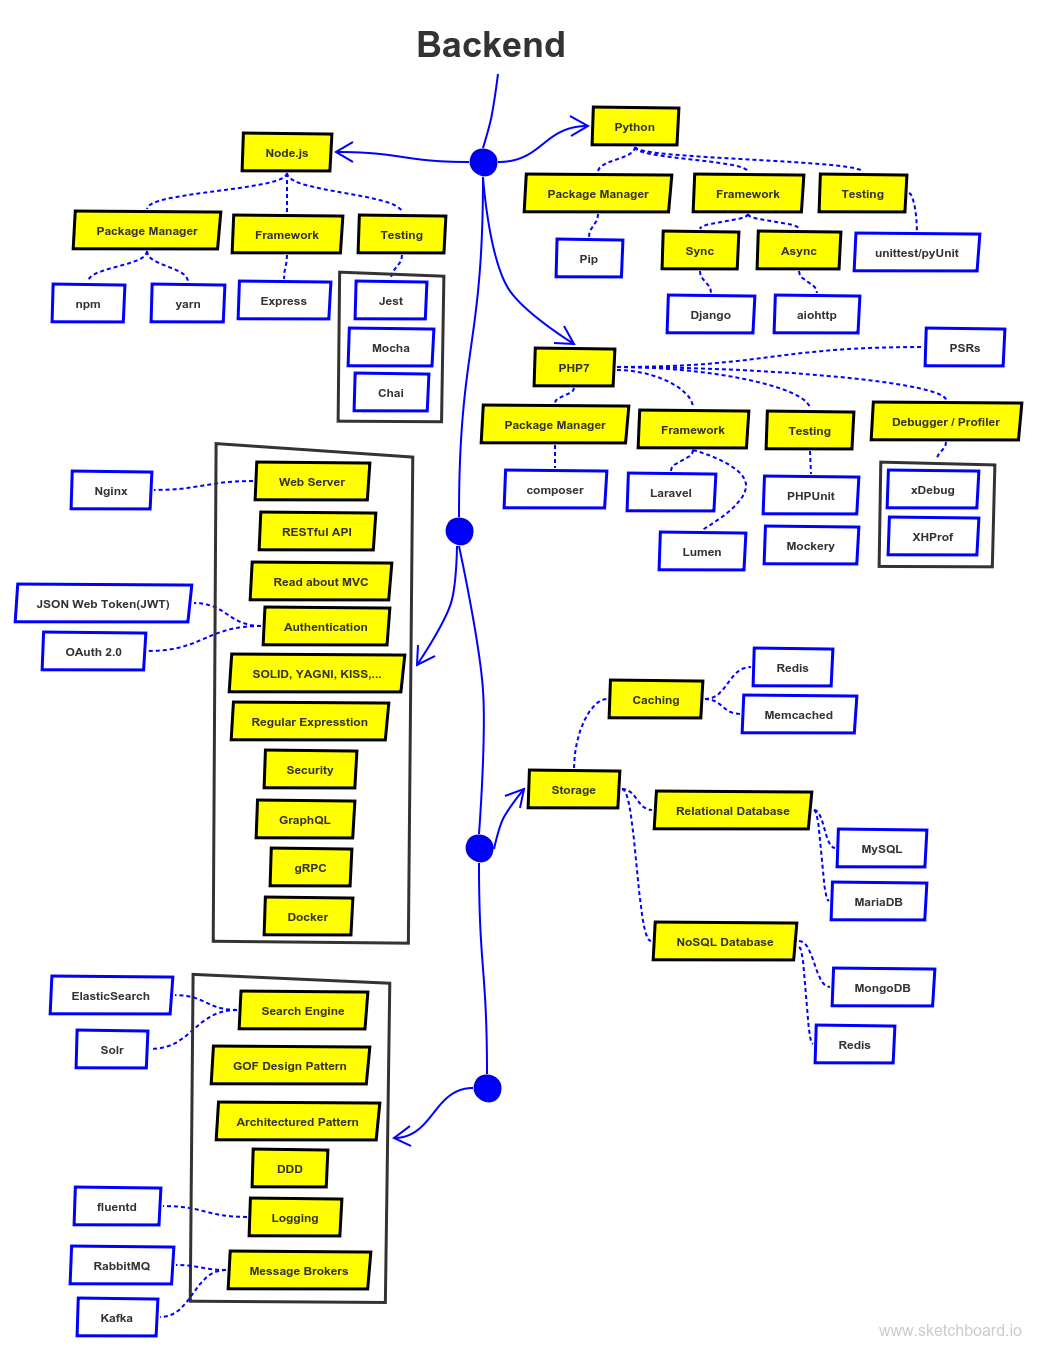 Backend
Node.js
Package Manager
Framework
Testing
npm
yarn
Express
Jest
Mocha
Chai
Python
Package Manager
Framework
Testing
Pip
Sync
Async
unittest/pyUnit
Django
aiohttp
PHP7
PSRs
Package Manager
Framework
Testing
Debugger / Profiler
composer
Laravel
Lumen
PHPUnit
Mockery
xDebug
XHProf
Web Server
Nginx
RESTful API
Read about MVC
Authentication
JSON Web Token(JWT)
OAuth 2.0
SOLID, YAGNI, KISS,...
Regular Expresstion
Security
GraphQL
gRPC
Docker
Caching
Redis
Memcached
Storage
Relational Database
MySQL
MariaDB
NoSQL Database
MongoDB
Redis
Search Engine
ElasticSearch
Solr
GOF Design Pattern
Architectured Pattern
DDD
Logging
fluentd
Message Brokers
RabbitMQ
Kafka
www.sketchboard.io